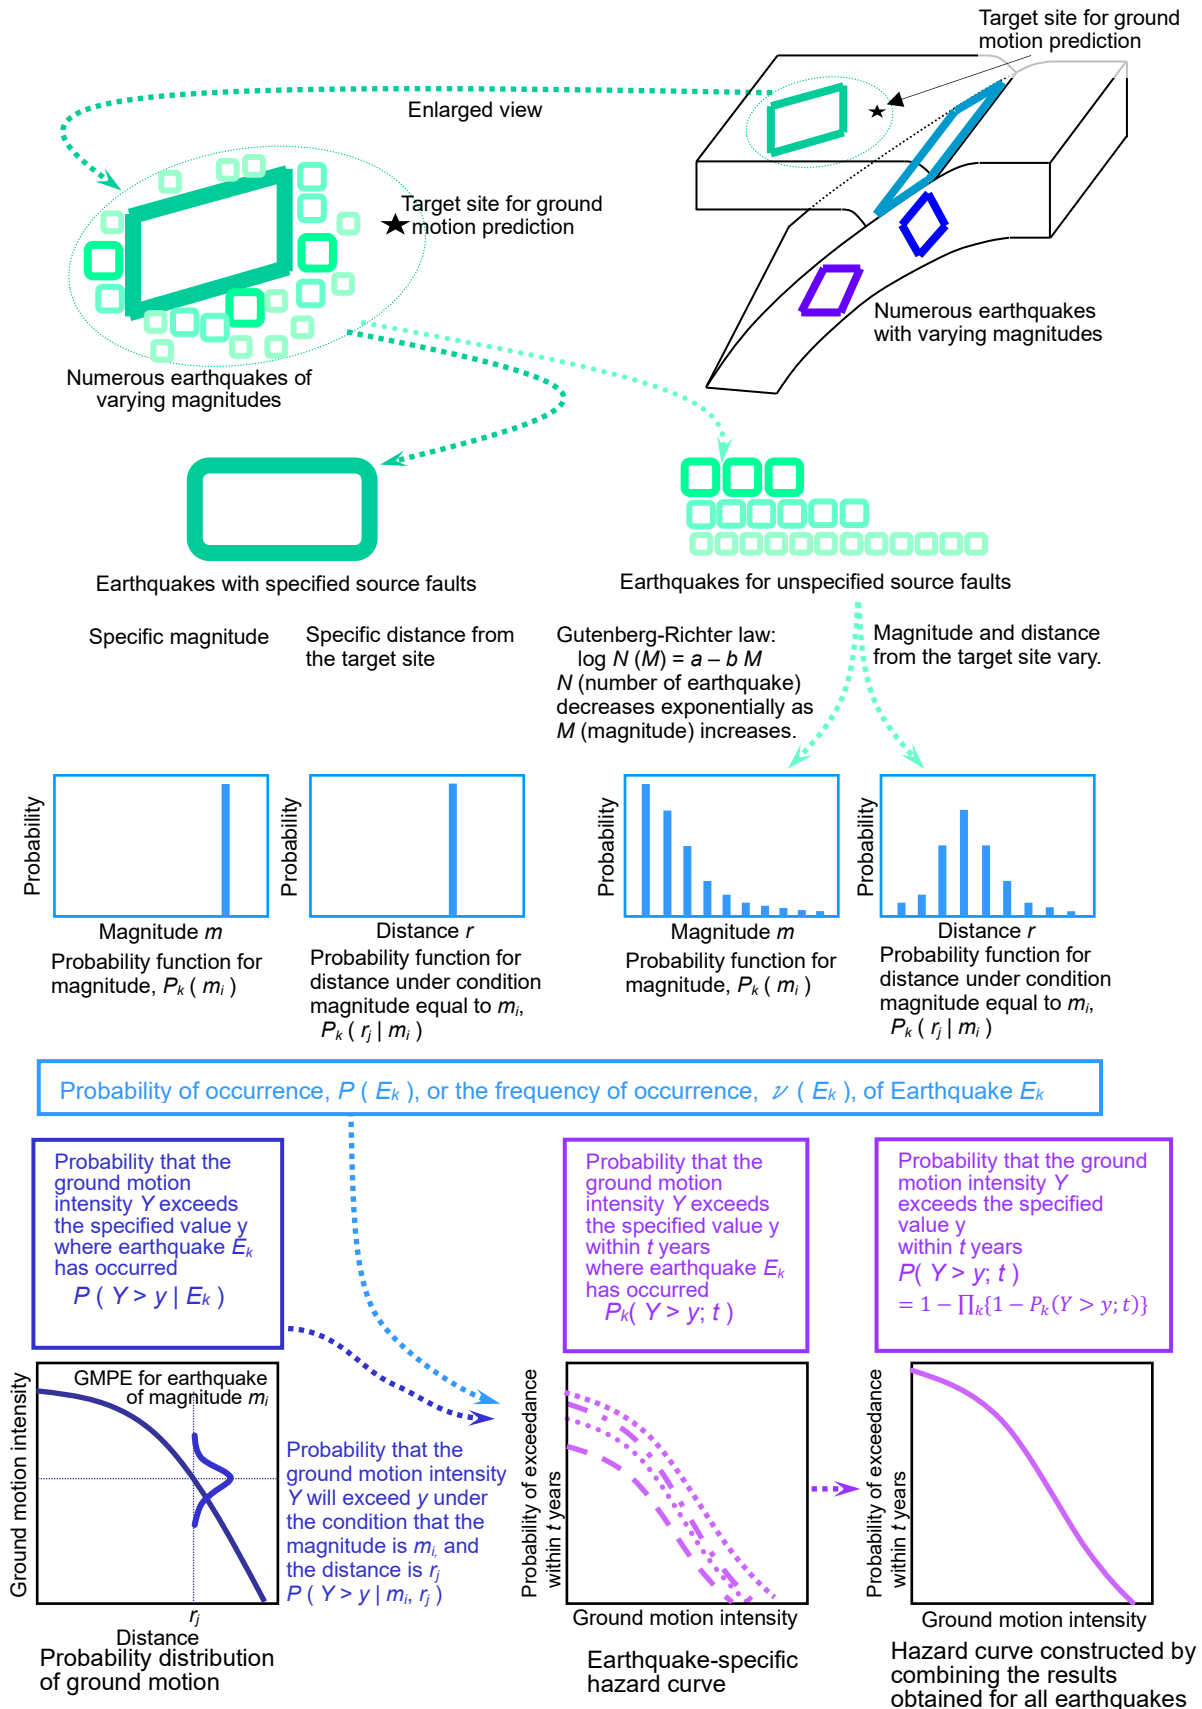 Target site for ground
motion prediction
Enlarged view
Target site for ground
motion prediction
Numerous earthquakes
with varying magnitudes
Numerous earthquakes of
varying magnitudes
Earthquakes with specified source faults
Earthquakes for unspecified source faults
Specific magnitude
Specific distance from
the target site
Gutenberg-Richter law:
log N (M) = a – b M
N (number of earthquake)
decreases exponentially as
M (magnitude) increases.
Magnitude and distance
from the target site vary.
Probability
Magnitude m
Probability function for
magnitude, Pk ( mi )
Probability
Distance r
Probability function for
distance under condition
magnitude equal to mi,
Pk ( rj | mi )
Probability
Magnitude m
Probability function for
magnitude, Pk ( mi )
Probability
Distance r
Probability function for
distance under condition
magnitude equal to mi,
Pk ( rj | mi )
Probability of occurrence, P ( Ek ), or the frequency of occurrence, ν ( Ek ), of Earthquake Ek
Probability that the
ground motion
intensity Y exceeds
the specified value y
where earthquake Ek
has occurred
P ( Y > y | Ek )
Probability that the
ground motion
intensity Y exceeds
the specified value y
within t years
where earthquake Ek
has occurred
Pk( Y > y; t )
Probability that the ground
motion intensity Y
exceeds the specified
value y
within t years
P( Y > y; t )
= 1 − ∏k{1 − Pk(Y > y; t)}
GMPE for earthquake
of magnitude mi
Ground motion intensity
rj
Distance
Probability distribution
of ground motion
Probability that the
ground motion intensity
Y will exceed y under
the condition that the
magnitude is mi, and
the distance is rj
P ( Y > y | mi, rj )
Probability of exceedance
within t years
Ground motion intensity
Earthquake-specific
hazard curve
Probability of exceedance
within t years
Ground motion intensity
Hazard curve constructed by
combining the results
obtained for all earthquakes